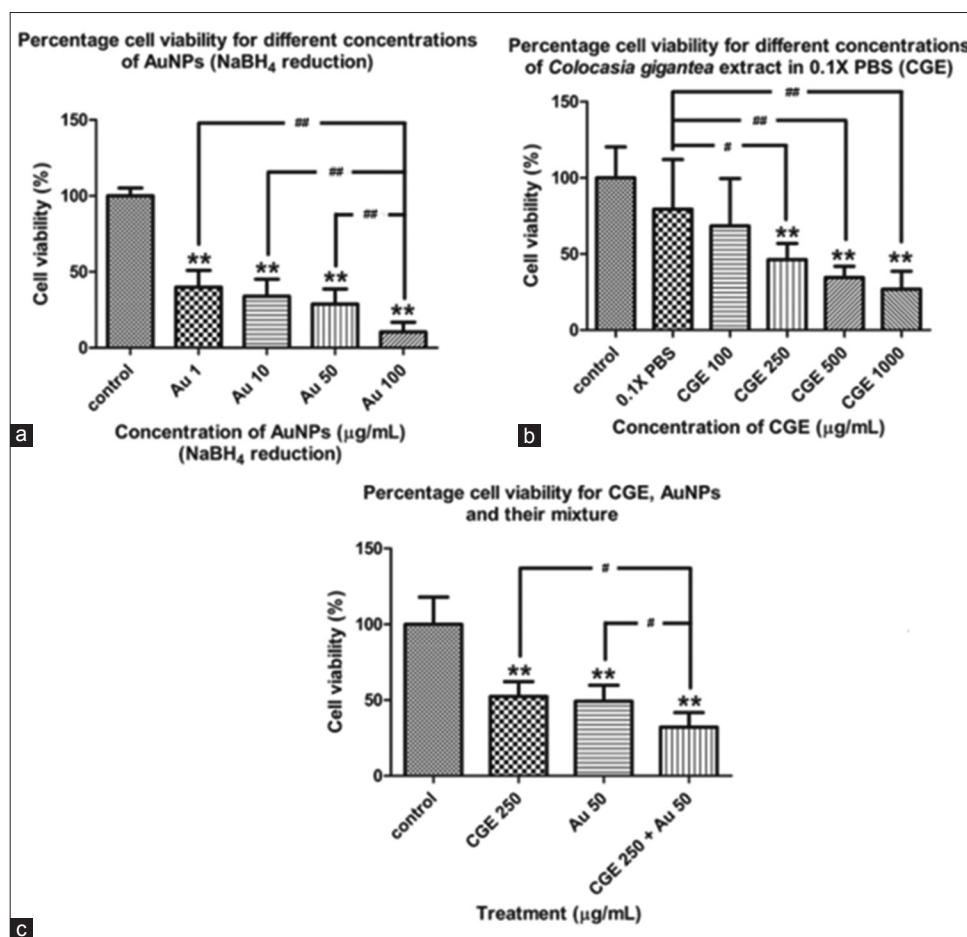 Percentage cell viability for different concentrations
of AuNPs (NaBH₄ reduction)
150
100
50
0
Cell viability (%)
##
##
##
**
**
**
**
control
Au 1
Au 10
Au 50
Au 100
Concentration of AuNPs (μg/mL)
(NaBH₄ reduction)
a
Percentage cell viability for different concentrations
of Colocasia gigantea extract in 0.1X PBS (CGE)
150
100
50
0
Cell viability (%)
##
##
#
**
**
**
control
0.1X PBS
CGE 100
CGE 250
CGE 500
CGE 1000
Concentration of CGE (μg/mL)
b
Percentage cell viability for CGE, AuNPs
and their mixture
150
100
50
0
Cell viability (%)
#
#
**
**
**
control
CGE 250
Au 50
CGE 250 + Au 50
Treatment (μg/mL)
c